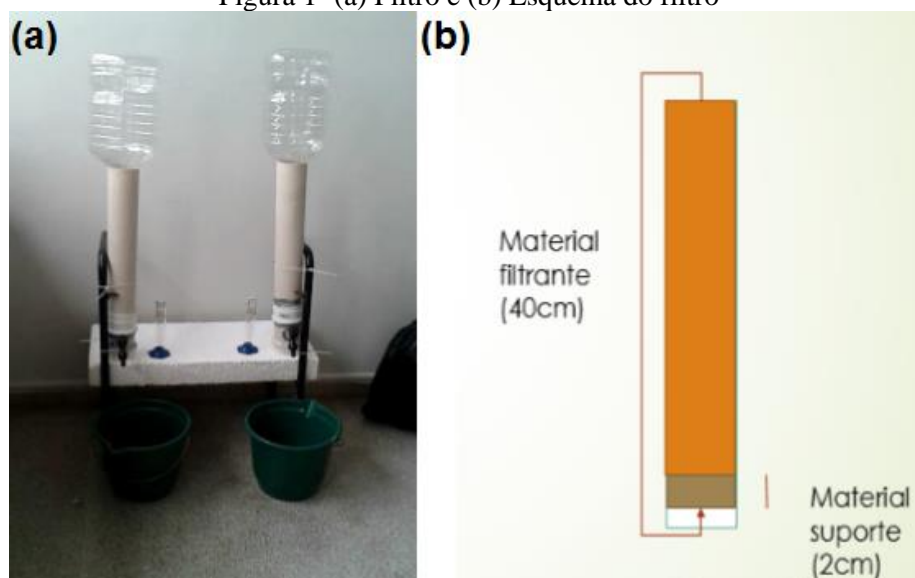 Figura 1- (a) Filtro e (b) Esquema do filtro
(a)
(b)
Material
filtrante
(40cm)
Material
suporte
(2cm)